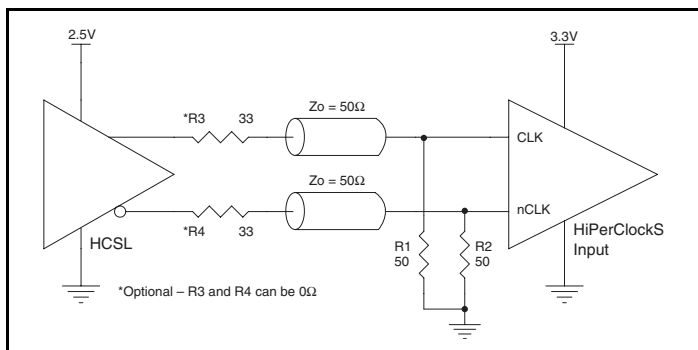 2.5V
3.3V
*R3 33
Zo = 50Ω
CLK
Zo = 50Ω
nCLK
*R4 33
HCSL
R1
50
R2
50
HiPerClockS
Input
*Optional – R3 and R4 can be 0Ω